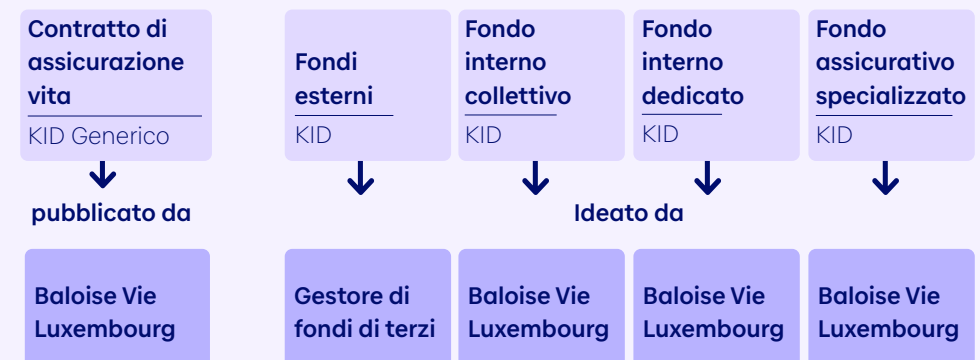 Contratto di
assicurazione
vita
KID Generico
Fondi
esterni
KID
Fondo
interno
collettivo
KID
Fondo
interno
dedicato
KID
Fondo
assicurativo
specializzato
KID
pubblicato da
Ideato da
Baloise Vie
Luxembourg
Gestore di
fondi di terzi
Baloise Vie
Luxembourg
Baloise Vie
Luxembourg
Baloise Vie
Luxembourg